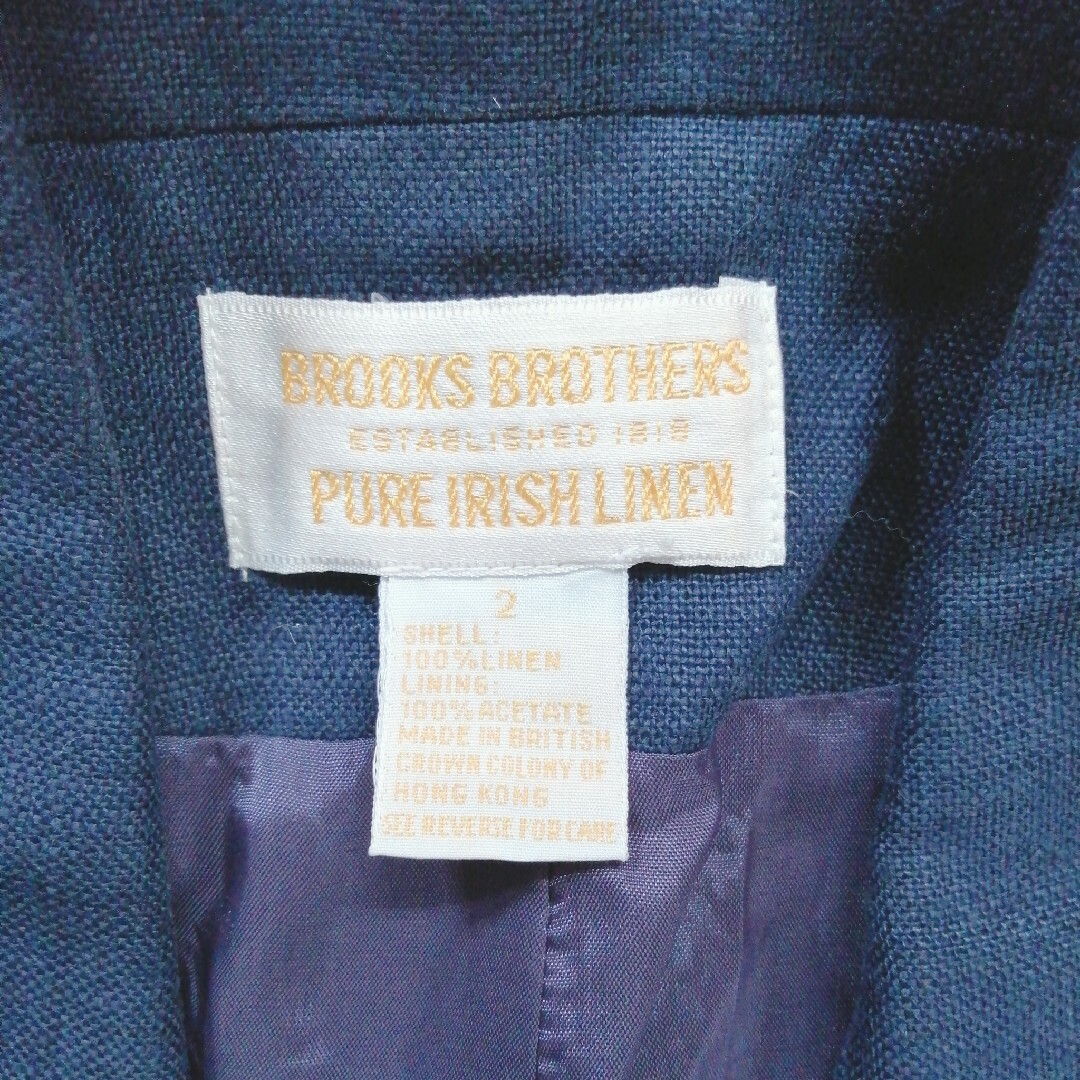 BROOKS BROTHERS
ESTABLISHED 1818
PURE IRISH LINEN
2
SHELL:
100% LINEN
LINING:
100% ACETATE
MADE IN BRITISH
CROWN COLONY OF
HONG KONG
SEE REVERSE FOR CARE